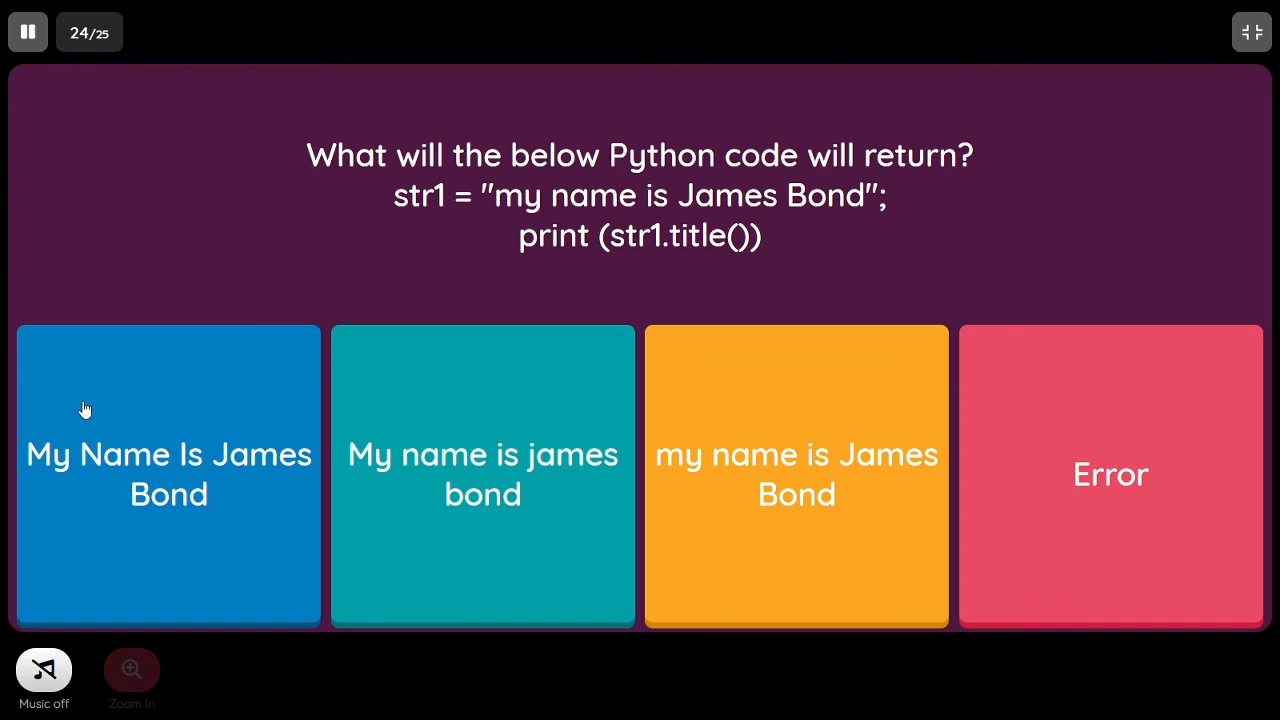 24/25
What will the below Python code will return?
str1 = "my name is James Bond";
print (str1.title())
My Name Is James
Bond
My name is james
bond
my name is James
Bond
Error
Music off
Zoom In